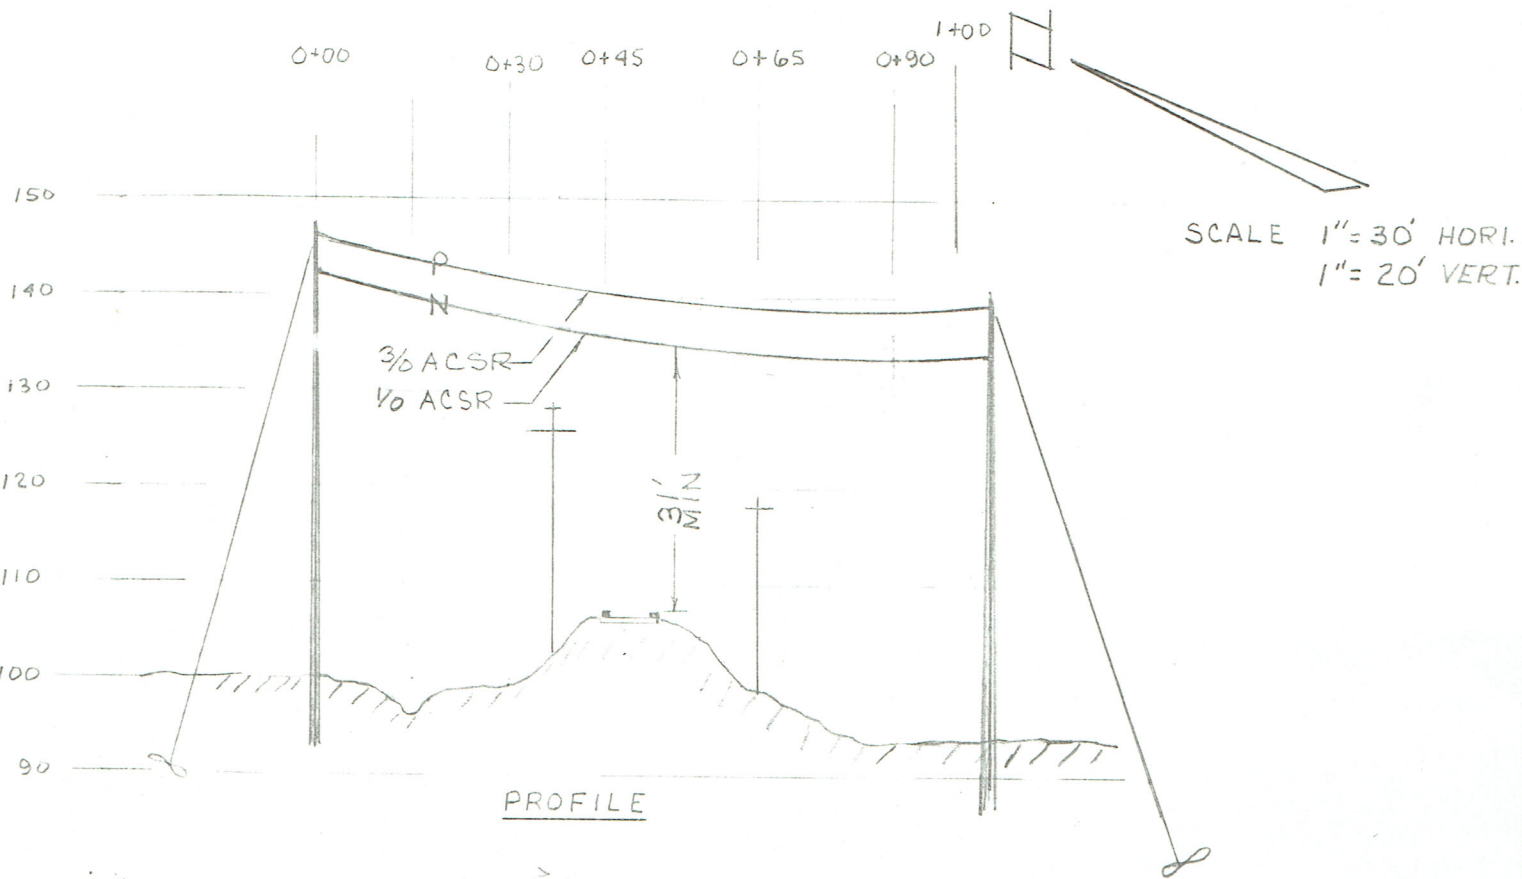 1+00
0+00
0+30
0+45
0+65
0+90
150
SCALE 1"=30' HORI.
1"=20' VERT.
P
140
N
3/0 ACSR
130
1/0 ACSR
120
31'
MIN
110
100
90
PROFILE